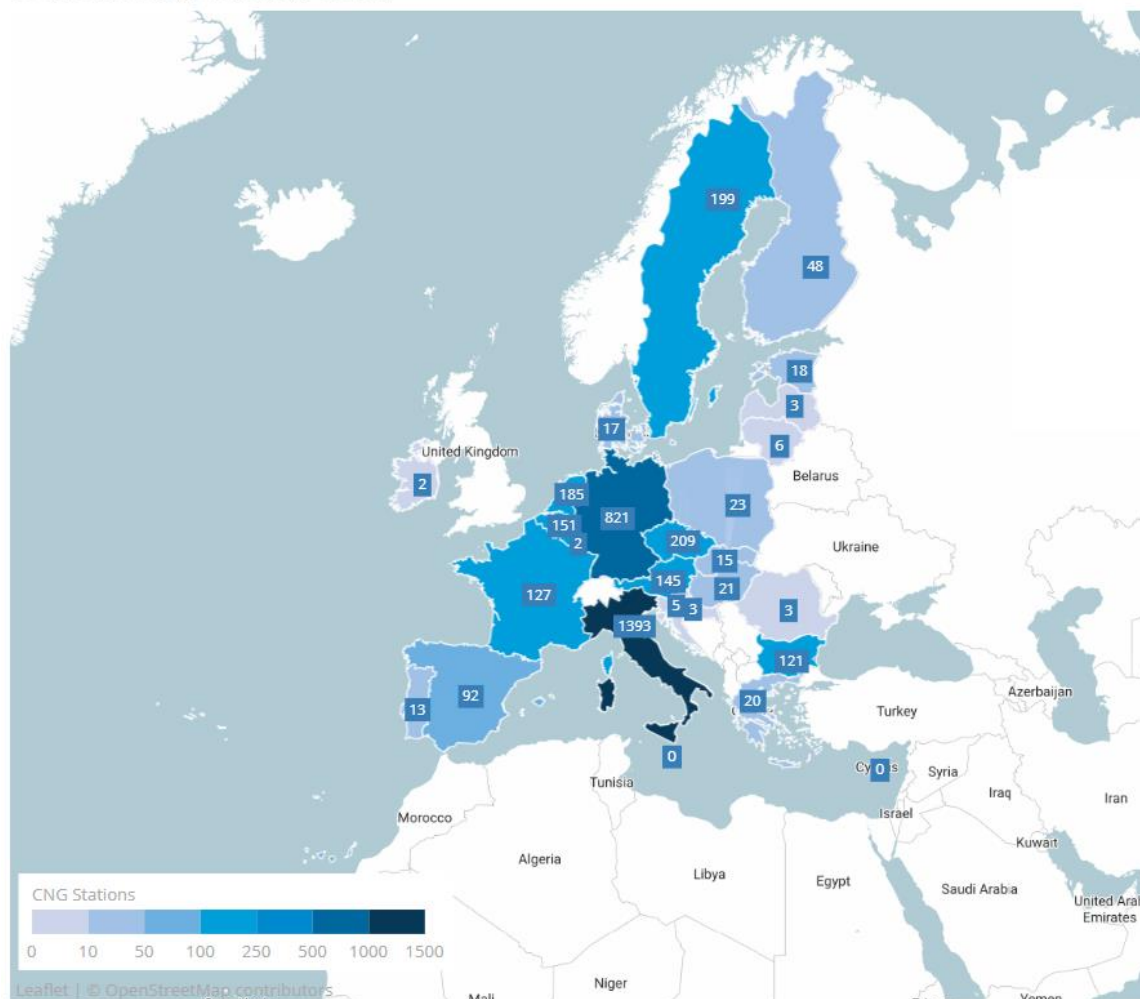 199
48
18
3
17
6
United Kingdom
Belarus
2
185
23
151
821
2
209
Ukraine
15
145
21
127
5
3
3
1393
121
92
13
20
Azerbaijan
Turkey
0
0
Syria
Tunisia
Iraq
Iran
Israel
Morocco
Kuwait
Algeria
Libya
Egypt
Saudi Arabia
United Arab
Emirates
CNG Stations
0 10 50 100 250 500 1000 1500
Niger
Leaflet | © OpenStreetMap contributors